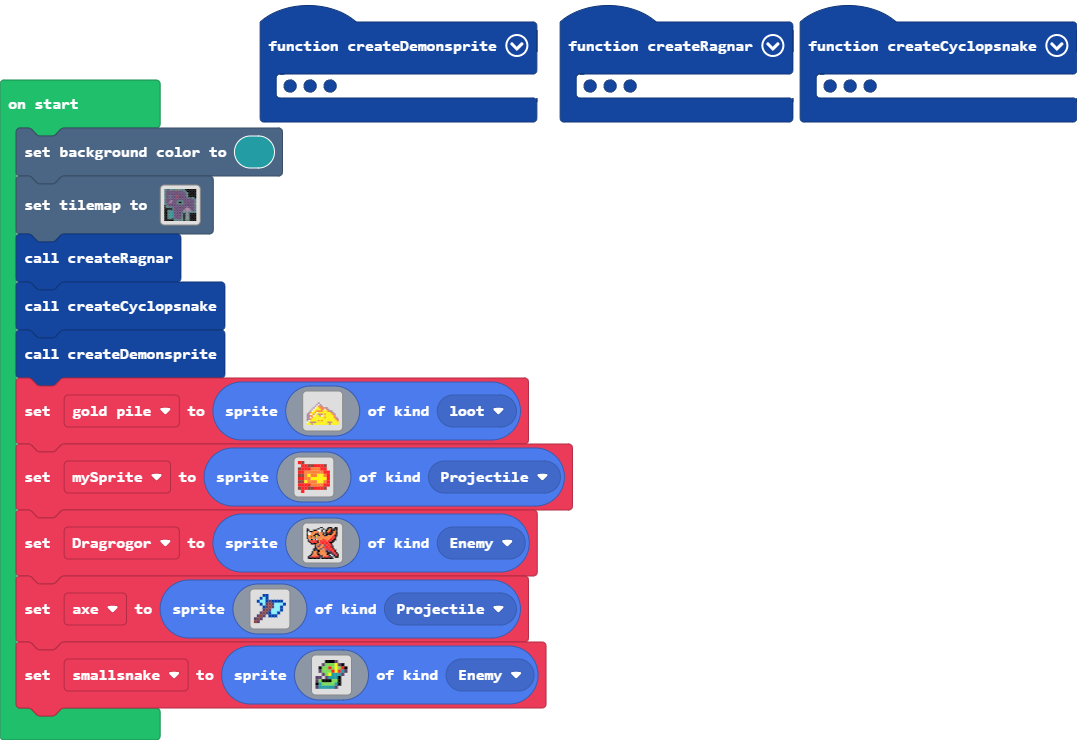 function createDemonsprite
function createRagnar
function createCyclopsnake
on start
set background color to
set tilemap to
call createRagnar
call createCyclopsnake
call createDemonsprite
set gold pile to sprite of kind loot
set mySprite to sprite of kind Projectile
set Dragrogor to sprite of kind Enemy
set axe to sprite of kind Projectile
set smallsnake to sprite of kind Enemy